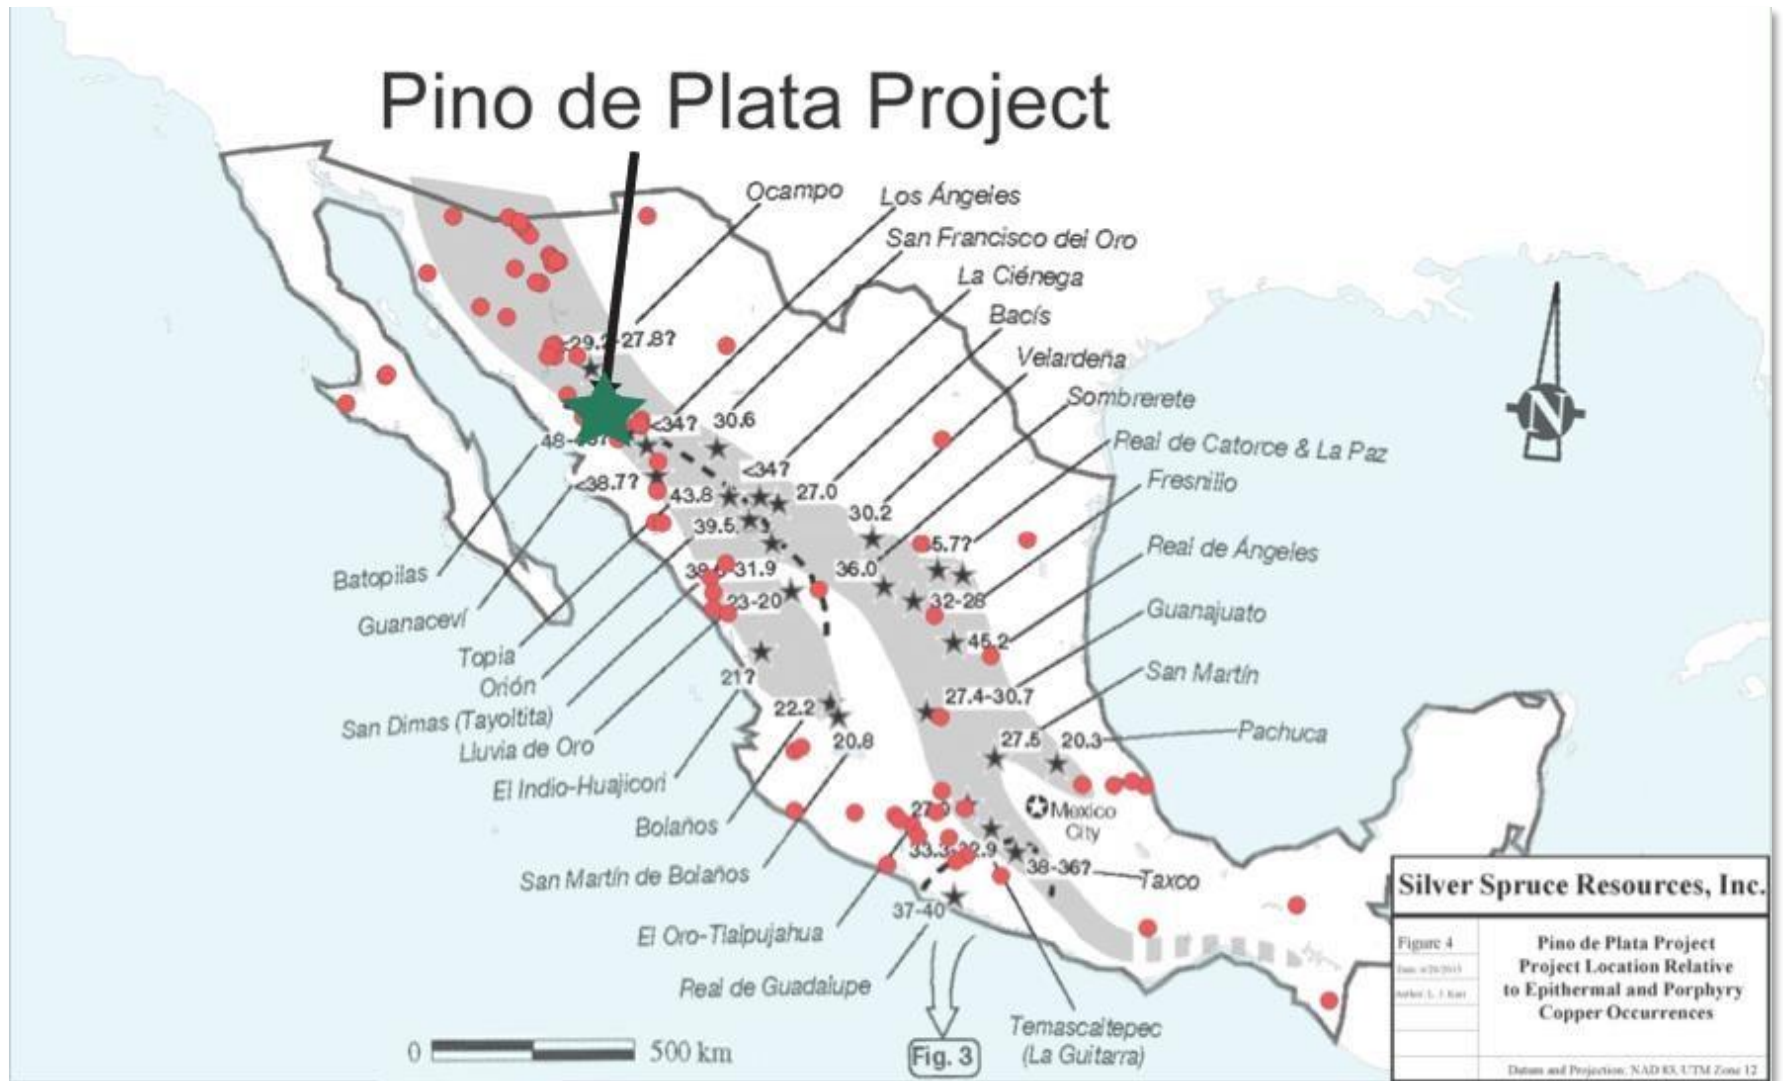 Pino de Plata Project
Ocampo
Los Ángeles
San Francisco del Oro
La Ciénega
Bacís
Velardeña
Sombrerete
Real de Catorce & La Paz
Fresnillo
Real de Ángeles
Guanajuato
San Martín
Pachuca
27.8?
<34?
30.6
<38.7?
43.8
<34?
27.0
39.5
30.2
5.7?
31.9
36.0
23-20
32-28
45.2
21?
27.4-30.7
22.2
20.8
27.5
20.3
Mexico
City
38-36?
Taxco
37-40
Batopilas
Guanaceví
Topia
Orión
San Dimas (Tayoltita)
Lluvia de Oro
El Indio-Huajicori
Bolaños
San Martín de Bolaños
El Oro-Tlalpujahua
Real de Guadalupe
Temascaltepec
(La Guitarra)
Fig. 3
0 500 km
N
Silver Spruce Resources, Inc.
Figure 4
Pino de Plata Project
Project Location Relative
to Epithermal and Porphyry
Copper Occurrences
Datum and Projection: NAD 83, UTM Zone 12